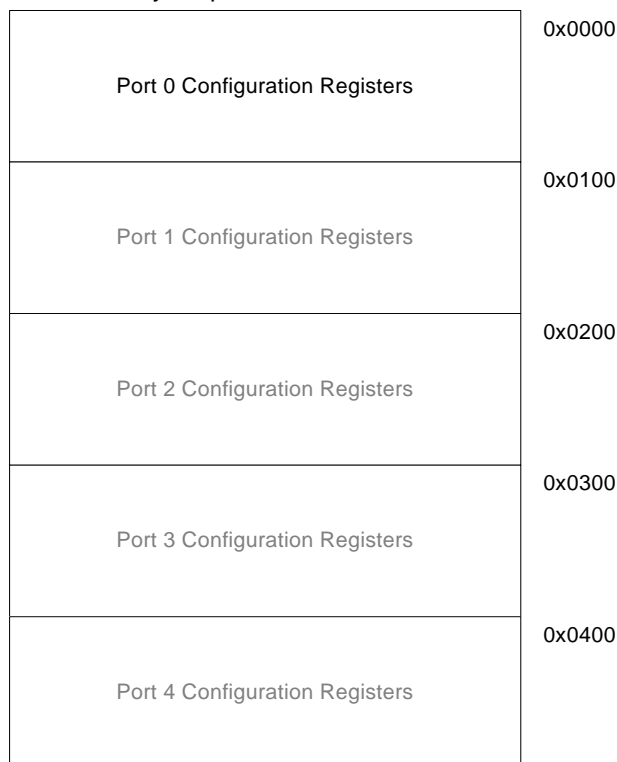 0x0000
Port 0 Configuration Registers
0x0100
Port 1 Configuration Registers
0x0200
Port 2 Configuration Registers
0x0300
Port 3 Configuration Registers
0x0400
Port 4 Configuration Registers